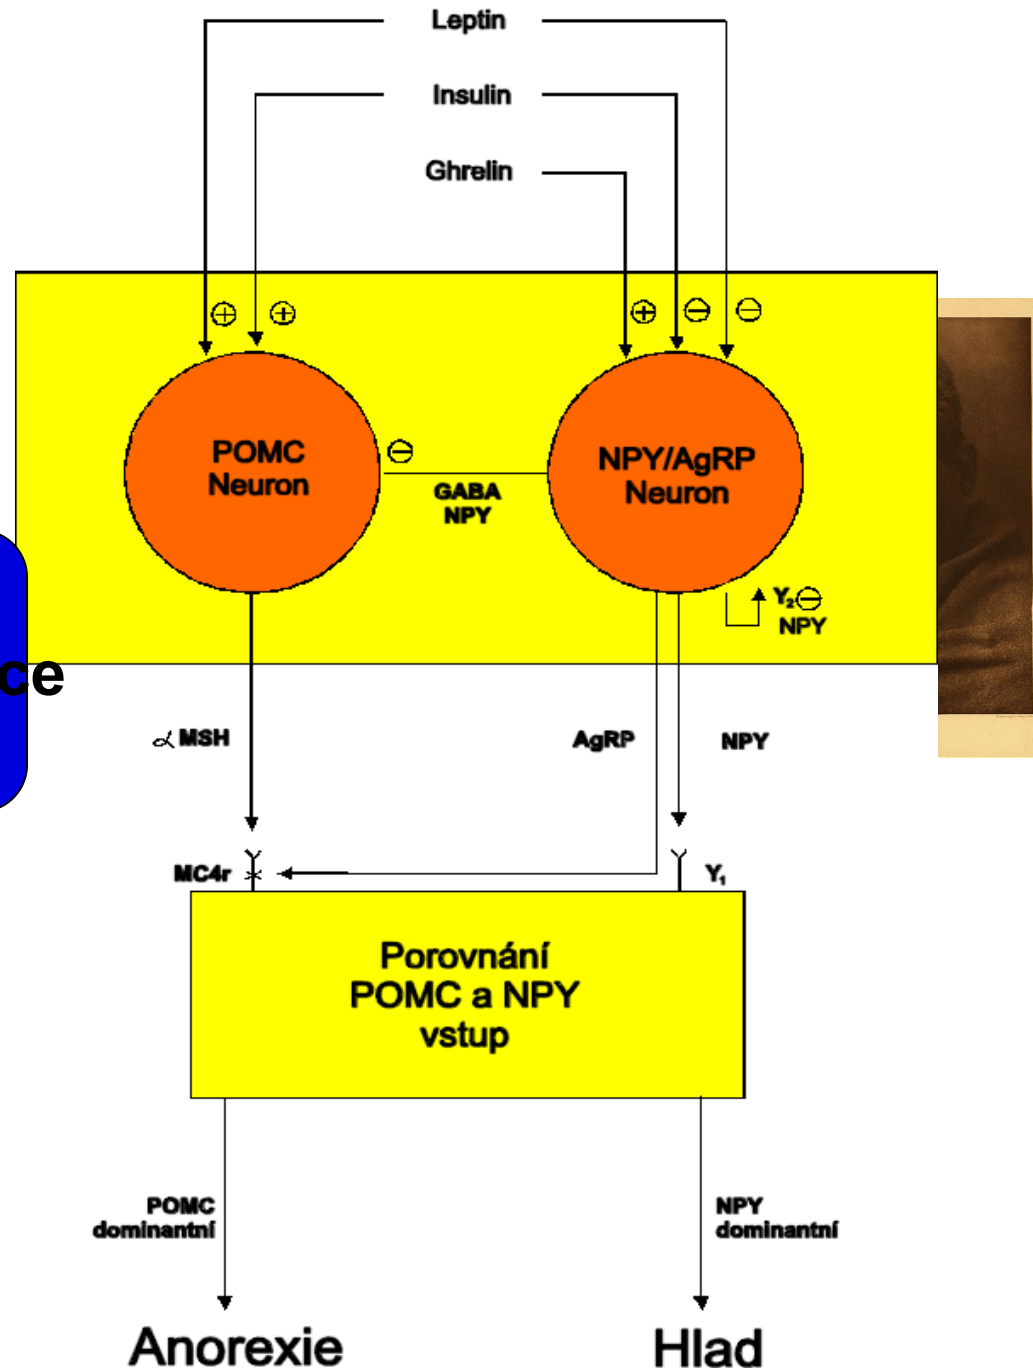 Leptin
Insulin
Ghrelin
⊕ ⊕
⊕ ⊖ ⊖
POMC
Neuron
⊖
GABA
NPY
NPY/AgRP
Neuron
Y₂⊖
NPY
ce
α MSH
AgRP
NPY
MC4r
Y₁
Porovnání
POMC a NPY
vstup
POMC
dominantní
NPY
dominantní
Anorexie
Hlad